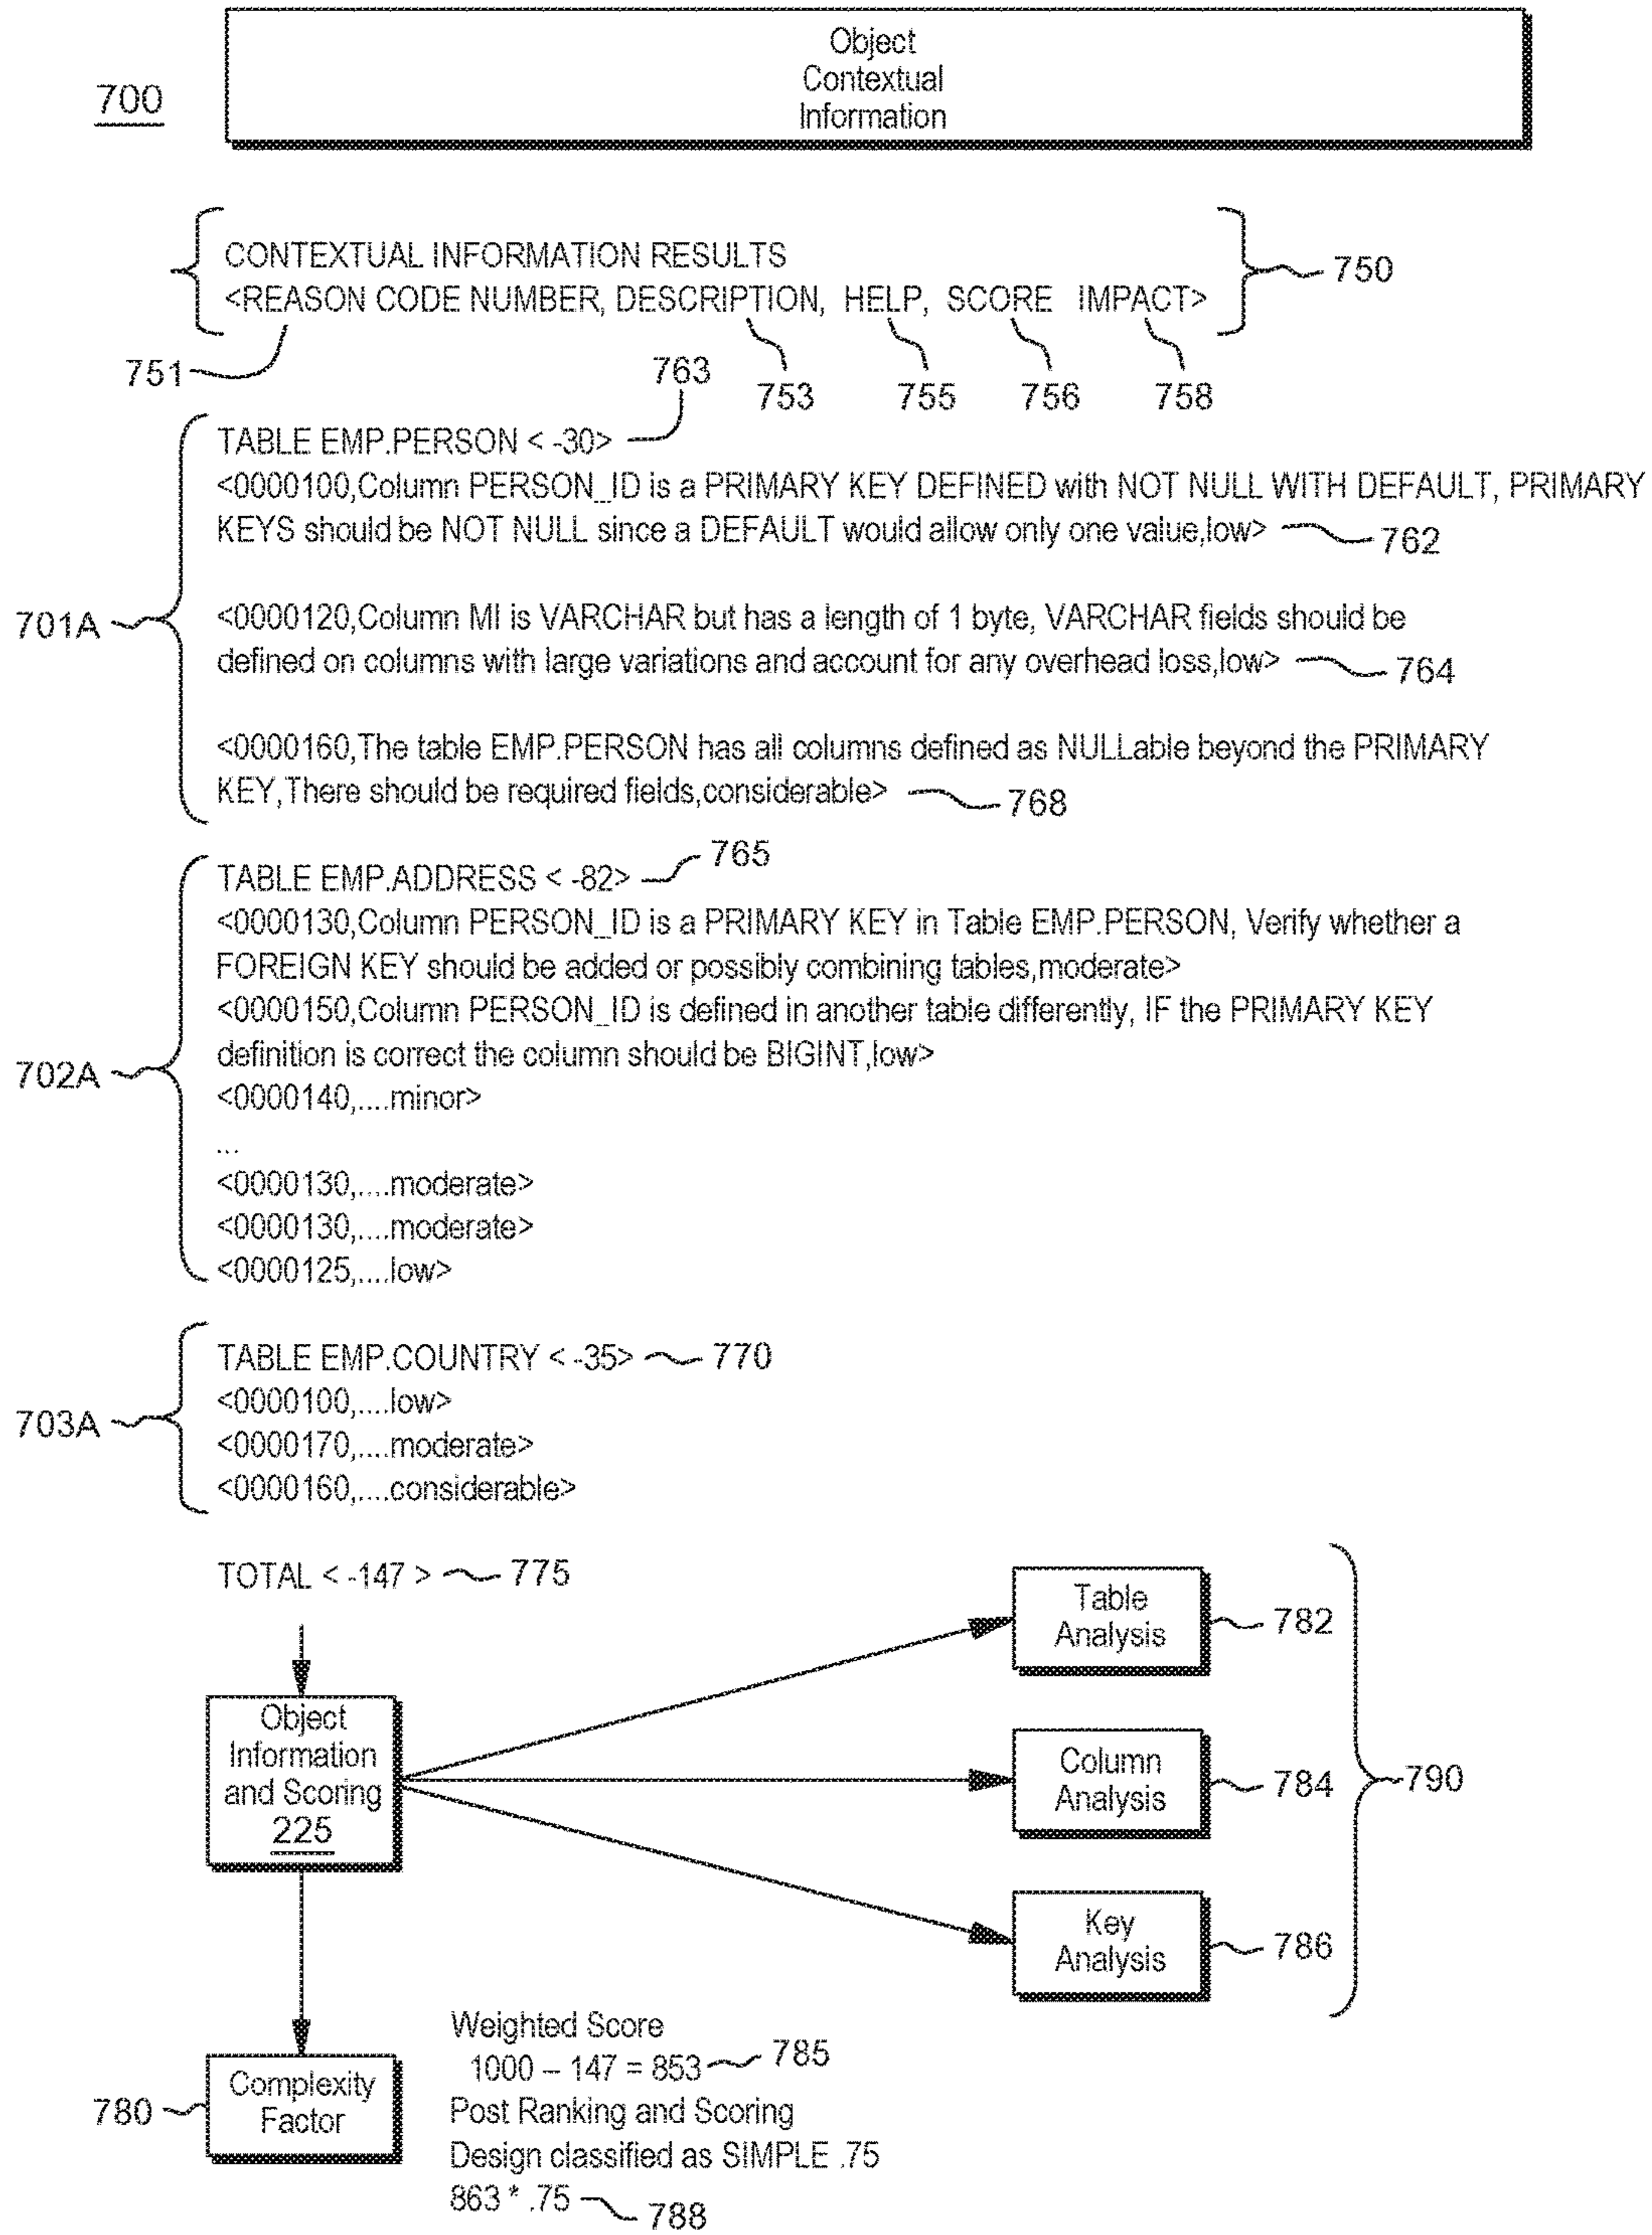 Object
Contextual
Information
700
CONTEXTUAL INFORMATION RESULTS
<REASON CODE NUMBER, DESCRIPTION, HELP, SCORE IMPACT>
750
751
763
753
755
756
758
TABLE EMP.PERSON < -30>
<0000100,Column PERSON_ID is a PRIMARY KEY DEFINED with NOT NULL WITH DEFAULT, PRIMARY
KEYS should be NOT NULL since a DEFAULT would allow only one value,low>
762
701A
<0000120,Column MI is VARCHAR but has a length of 1 byte, VARCHAR fields should be
defined on columns with large variations and account for any overhead loss,low>
764
<0000160,The table EMP.PERSON has all columns defined as NULLable beyond the PRIMARY
KEY,There should be required fields,considerable>
768
TABLE EMP.ADDRESS < -82>
765
<0000130,Column PERSON_ID is a PRIMARY KEY in Table EMP.PERSON, Verify whether a
FOREIGN KEY should be added or possibly combining tables,moderate>
<0000150,Column PERSON_ID is defined in another table differently, IF the PRIMARY KEY
definition is correct the column should be BIGINT,low>
702A
<0000140,....minor>
...
<0000130,....moderate>
<0000130,....moderate>
<0000125,....low>
TABLE EMP.COUNTRY < -35>
770
<0000100,....low>
703A
<0000170,....moderate>
<0000160,....considerable>
TOTAL < -147 >
775
Table
Analysis
782
Object
Information
and Scoring
225
Column
Analysis
784
790
Key
Analysis
786
Complexity
Factor
780
Weighted Score
1000 – 147 = 853
785
Post Ranking and Scoring
Design classified as SIMPLE .75
863 * .75
788